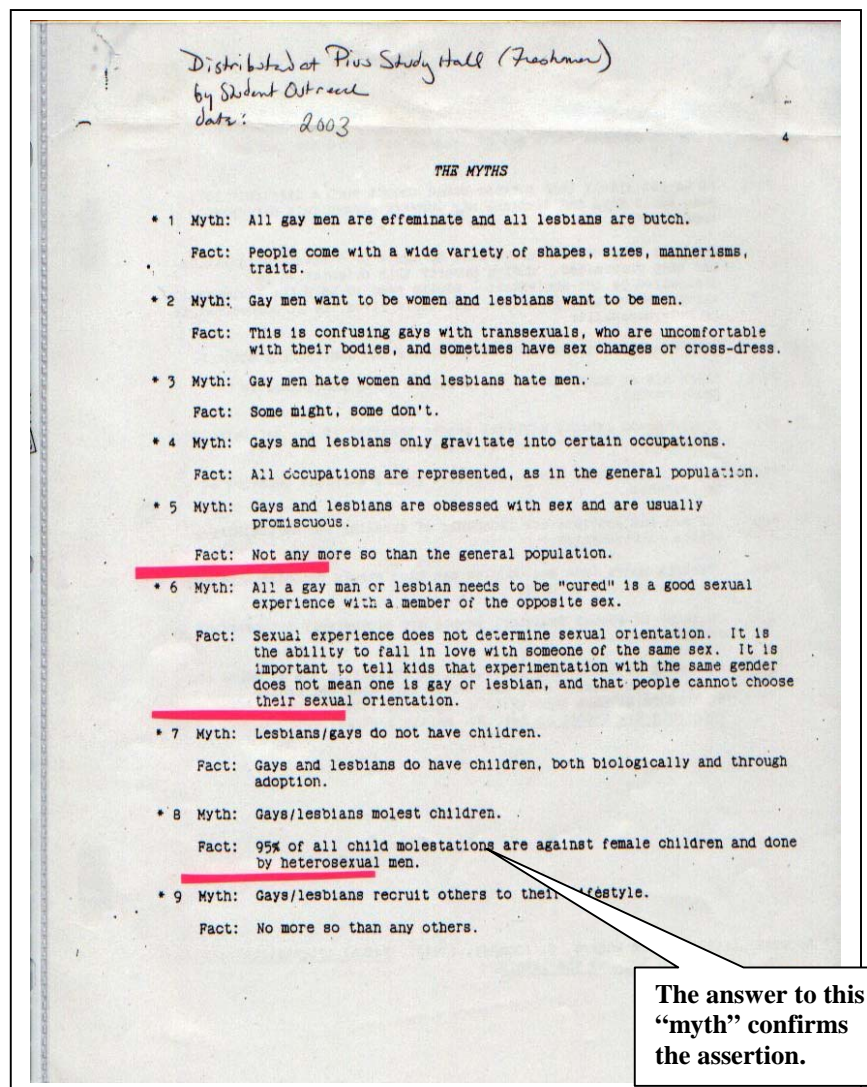 Distributed at Pius Study Hall (Freshmen)
by Student Outreach
date: 2003
4
THE MYTHS
* 1 Myth: All gay men are effeminate and all lesbians are butch.
Fact: People come with a wide variety of shapes, sizes, mannerisms,
traits.
* 2 Myth: Gay men want to be women and lesbians want to be men.
Fact: This is confusing gays with transsexuals, who are uncomfortable
with their bodies, and sometimes have sex changes or cross-dress.
* 3 Myth: Gay men hate women and lesbians hate men.
Fact: Some might, some don't.
* 4 Myth: Gays and lesbians only gravitate into certain occupations.
Fact: All occupations are represented, as in the general population.
* 5 Myth: Gays and lesbians are obsessed with sex and are usually
promiscuous.
Fact: Not any more so than the general population.
* 6 Myth: All a gay man or lesbian needs to be "cured" is a good sexual
experience with a member of the opposite sex.
Fact: Sexual experience does not determine sexual orientation. It is
the ability to fall in love with someone of the same sex. It is
important to tell kids that experimentation with the same gender
does not mean one is gay or lesbian, and that people cannot choose
their sexual orientation.
* 7 Myth: Lesbians/gays do not have children.
Fact: Gays and lesbians do have children, both biologically and through
adoption.
* 8 Myth: Gays/lesbians molest children.
Fact: 95% of all child molestations are against female children and done
by heterosexual men.
* 9 Myth: Gays/lesbians recruit others to their lifestyle.
Fact: No more so than any others.
The answer to this
“myth” confirms
the assertion.